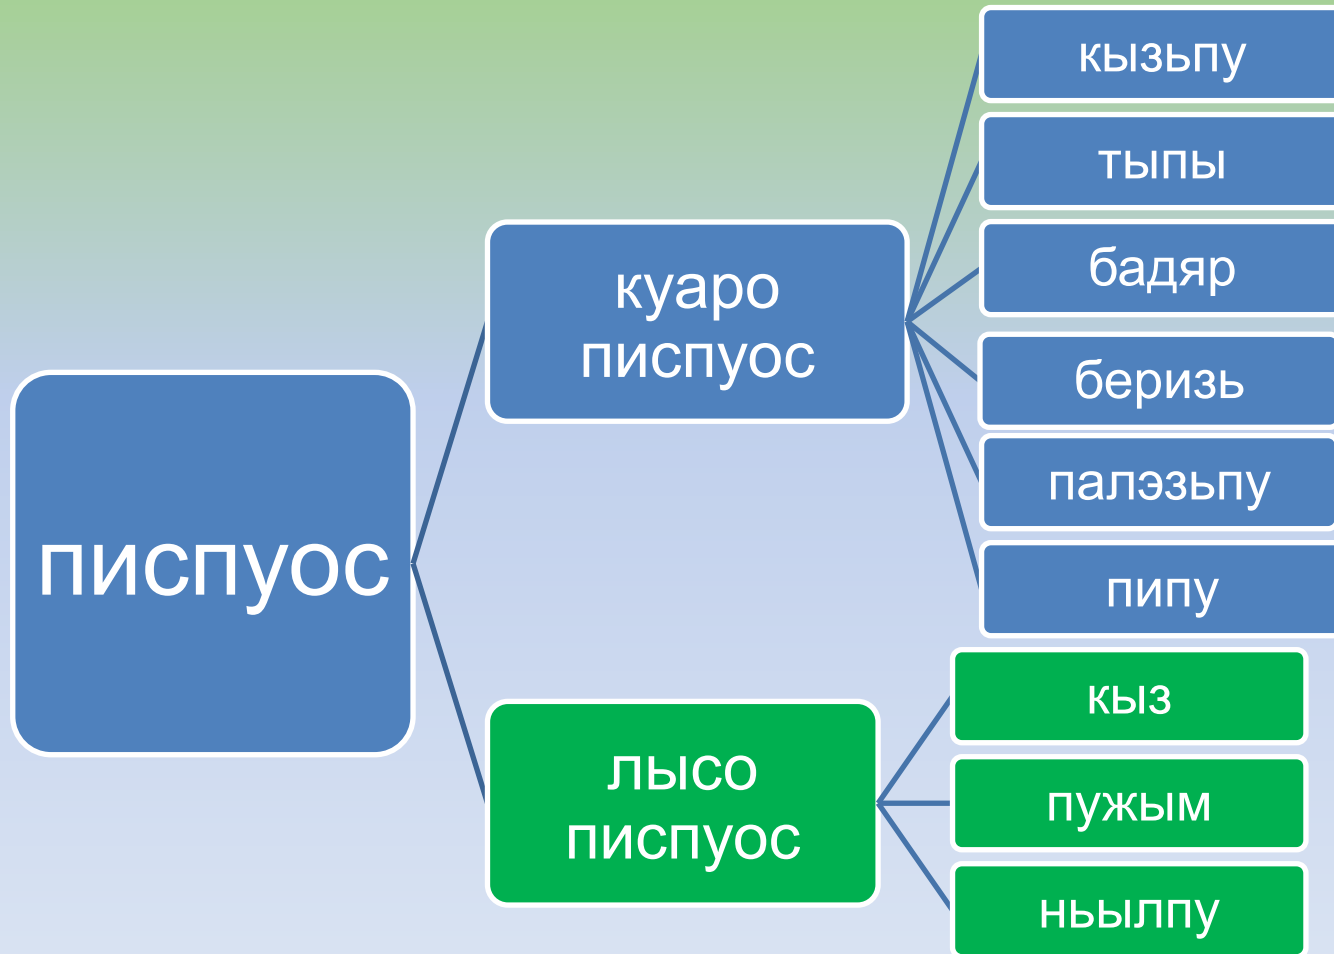 писпуос
куаро
писпуос
кызьпу
тыпы
бадяр
беризь
палэзьпу
пипу
лысо
писпуос
кыз
пужым
ньылпу